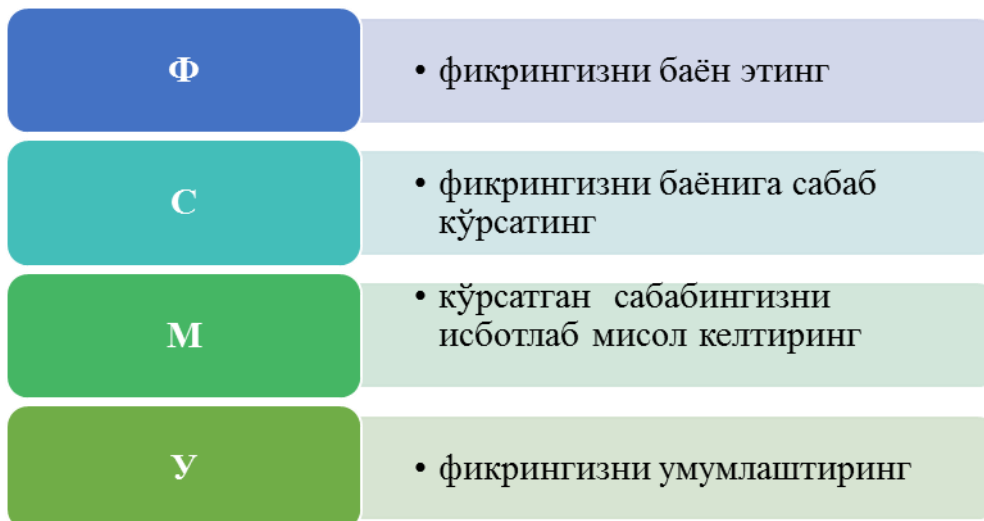 Ф
• фикрингизни баён этинг
С
• фикрингизни баёнига сабаб
кўрсатинг
М
• кўрсатган сабабингизни
исботлаб мисол келтиринг
У
• фикрингизни умумлаштиринг